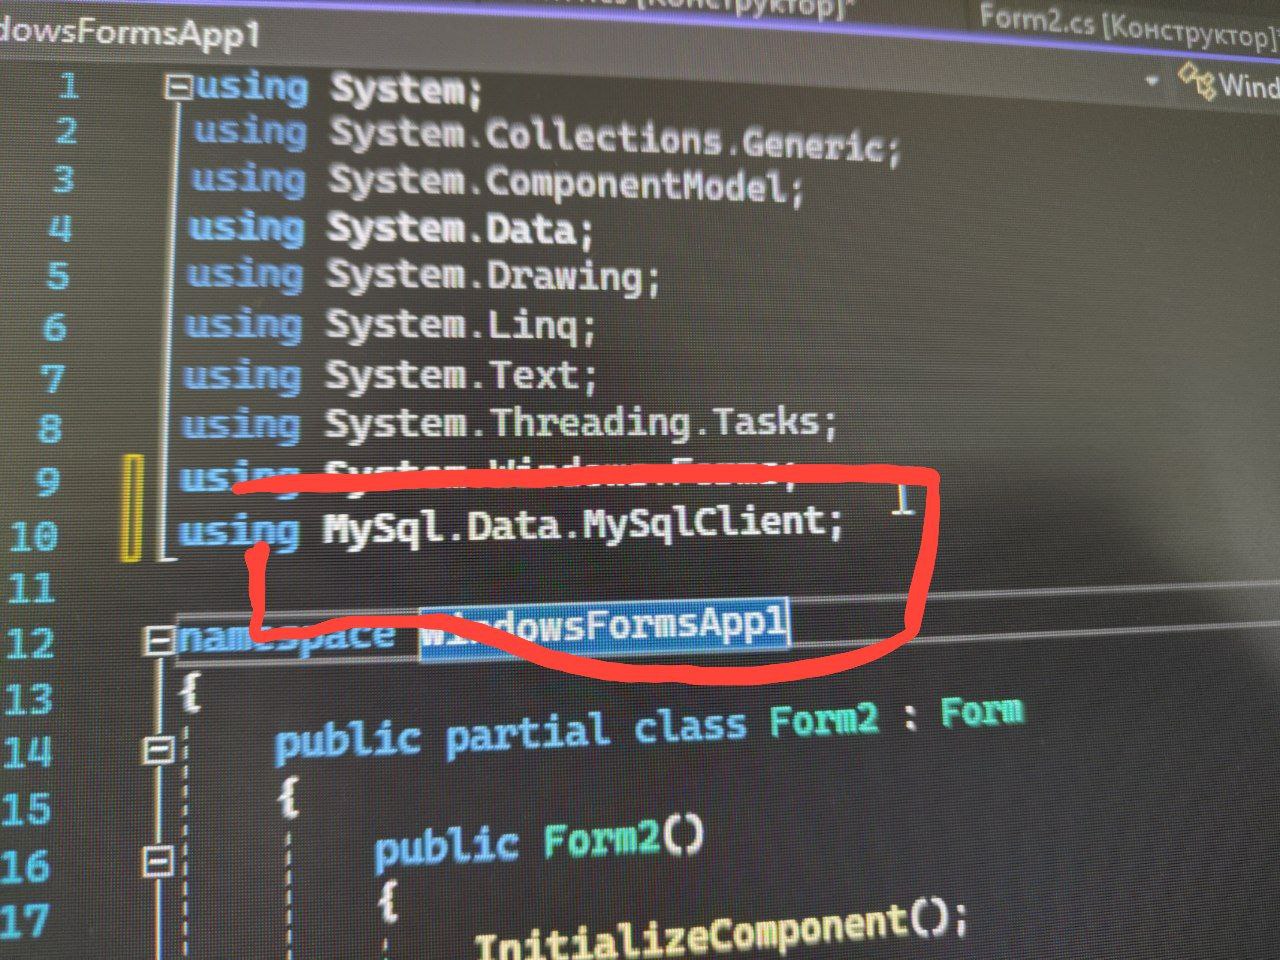 dowsFormsApp1
[Конструктор]*
Form2.cs [Конструктор]
Wind
1 using System;
2 using System.Collections.Generic;
3 using System.ComponentModel;
4 using System.Data;
5 using System.Drawing;
6 using System.Linq;
7 using System.Text;
8 using System.Threading.Tasks;
9 using System.Windows.Forms;
10 using MySql.Data.MySqlClient;
11
12 namespace WindowsFormsApp1
13 {
14 public partial class Form2 : Form
15 {
16 public Form2()
17 {
InitializeComponent();